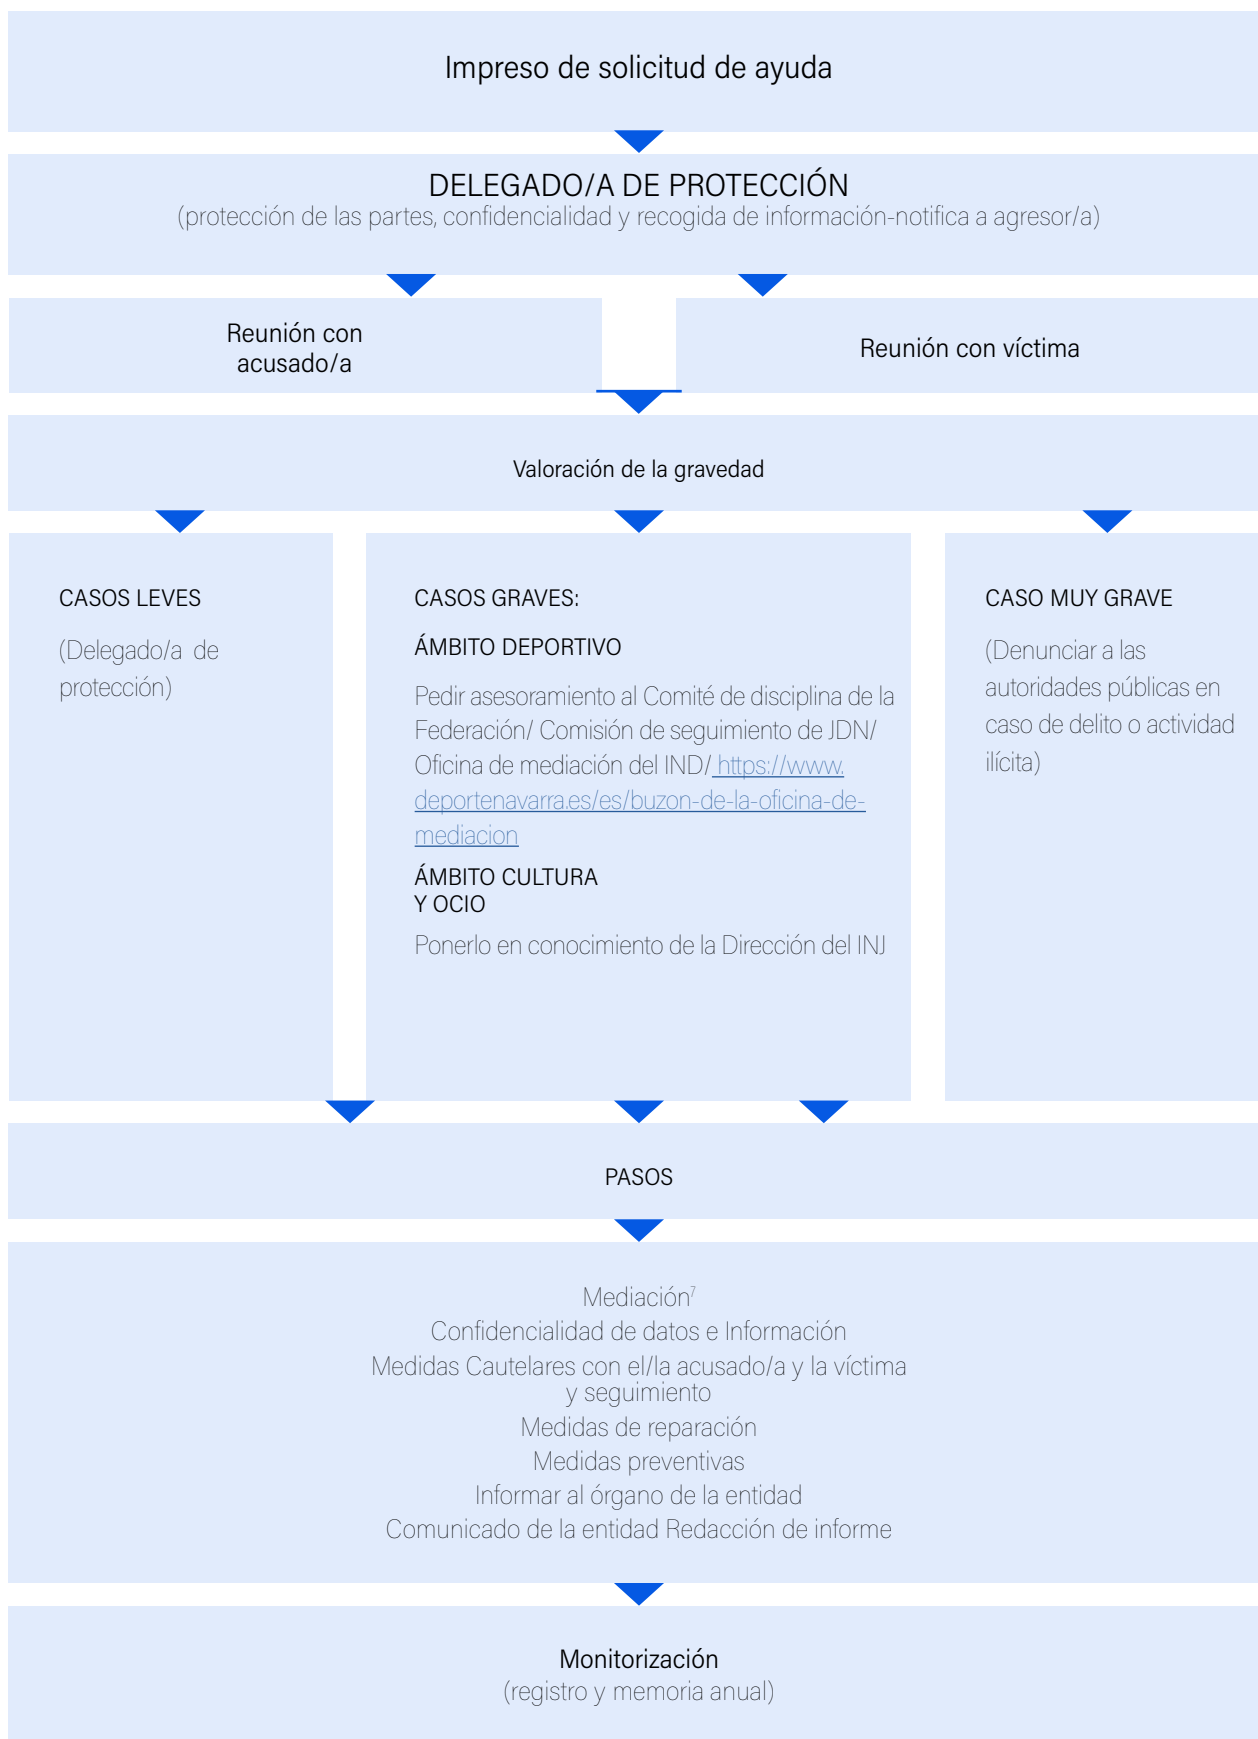 Impreso de solicitud de ayuda
DELEGADO/A DE PROTECCIÓN
(protección de las partes, confidencialidad y recogida de información-notifica a agresor/a)
Reunión con
acusado/a
Reunión con víctima
Valoración de la gravedad
CASOS LEVES
(Delegado/a de
protección)
CASOS GRAVES:
ÁMBITO DEPORTIVO
Pedir asesoramiento al Comité de disciplina de la
Federación/ Comisión de seguimiento de JDN/
Oficina de mediación del IND/ https://www.
deportenavarra.es/es/buzon-de-la-oficina-de-
mediacion
ÁMBITO CULTURA
Y OCIO
Ponerlo en conocimiento de la Dirección del INJ
CASO MUY GRAVE
(Denunciar a las
autoridades públicas en
caso de delito o actividad
ilícita)
PASOS
Mediación⁷
Confidencialidad de datos e Información
Medidas Cautelares con el/la acusado/a y la víctima
y seguimiento
Medidas de reparación
Medidas preventivas
Informar al órgano de la entidad
Comunicado de la entidad Redacción de informe
Monitorización
(registro y memoria anual)